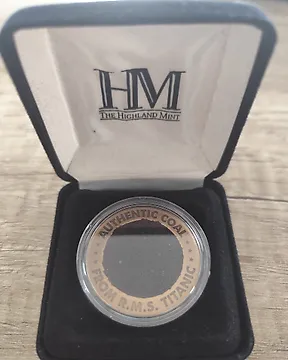 HM
THE HIGHLAND MINT
AUTHENTIC COAL
FROM R.M.S. TITANIC